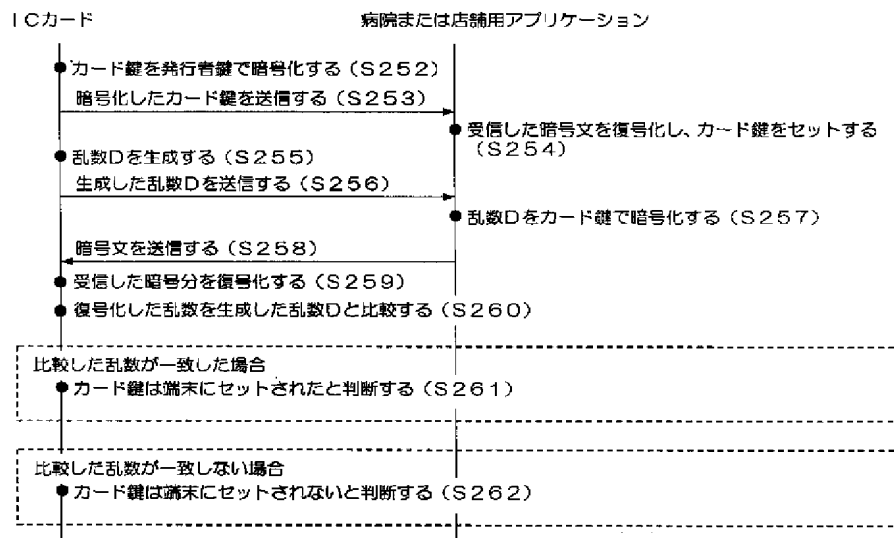 ICカード
病院または店舗用アプリケーション
カード鍵を発行者鍵で暗号化する(S252)
暗号化したカード鍵を送信する(S253)
受信した暗号文を復号化し、カード鍵をセットする
(S254)
乱数Dを生成する(S255)
生成した乱数Dを送信する(S256)
乱数Dをカード鍵で暗号化する(S257)
暗号文を送信する(S258)
受信した暗号分を復号化する(S259)
復号化した乱数を生成した乱数Dと比較する(S260)
比較した乱数が一致した場合
カード鍵は端末にセットされたと判断する(S261)
比較した乱数が一致しない場合
カード鍵は端末にセットされないと判断する(S262)